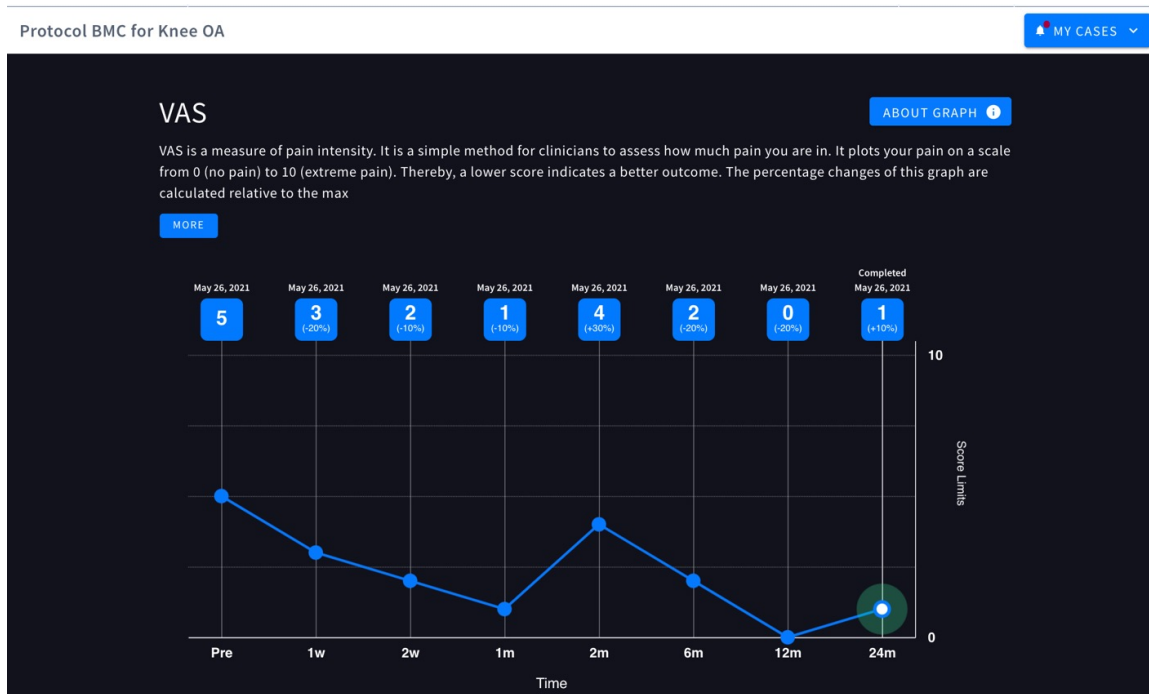 Protocol BMC for Knee OA
MY CASES
VAS
ABOUT GRAPH
VAS is a measure of pain intensity. It is a simple method for clinicians to assess how much pain you are in. It plots your pain on a scale
from 0 (no pain) to 10 (extreme pain). Thereby, a lower score indicates a better outcome. The percentage changes of this graph are
calculated relative to the max
MORE
Completed
May 26, 2021 May 26, 2021 May 26, 2021 May 26, 2021 May 26, 2021 May 26, 2021 May 26, 2021 May 26, 2021
5 3 2 1 4 2 0 1
(-20%) (-10%) (-10%) (+30%) (-20%) (-20%) (+10%)
10
Score Limits
0
Pre 1w 2w 1m 2m 6m 12m 24m
Time